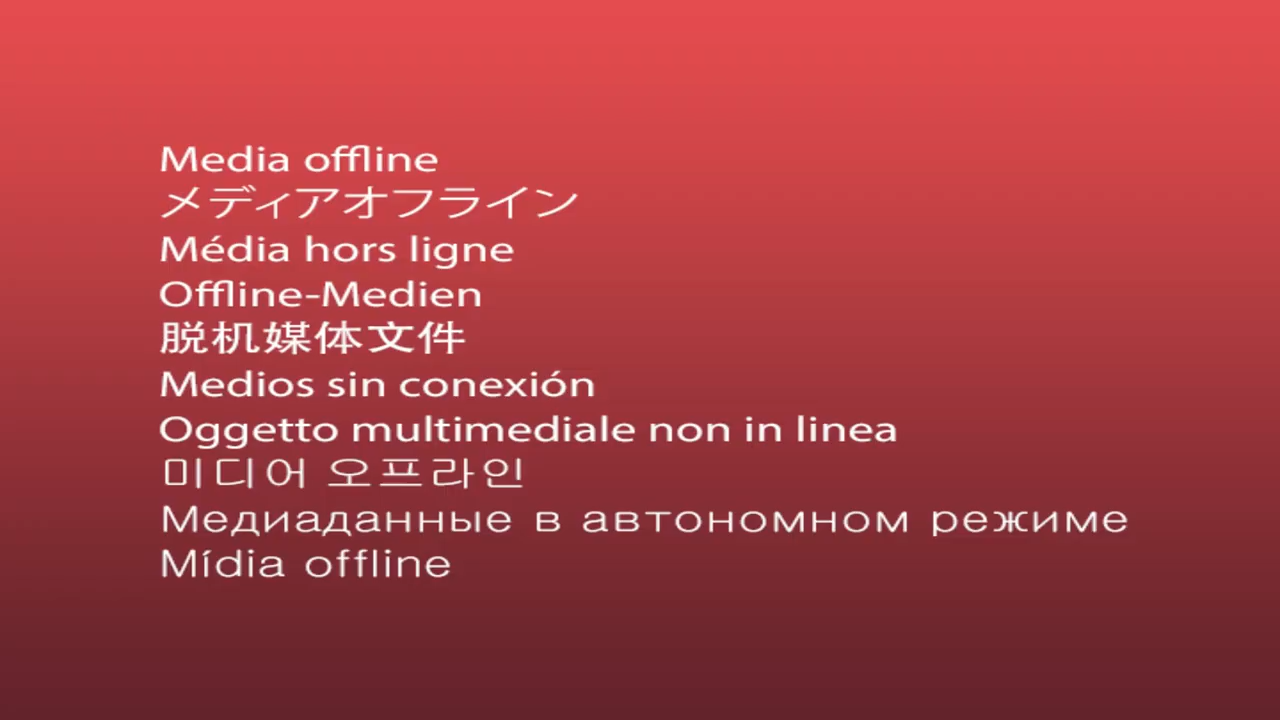 Media offline
メディアオフライン
Média hors ligne
Offline-Medien
脱机媒体文件
Medios sin conexión
Oggetto multimediale non in linea
미디어 오프라인
Медиаданные в автономном режиме
Mídia offline